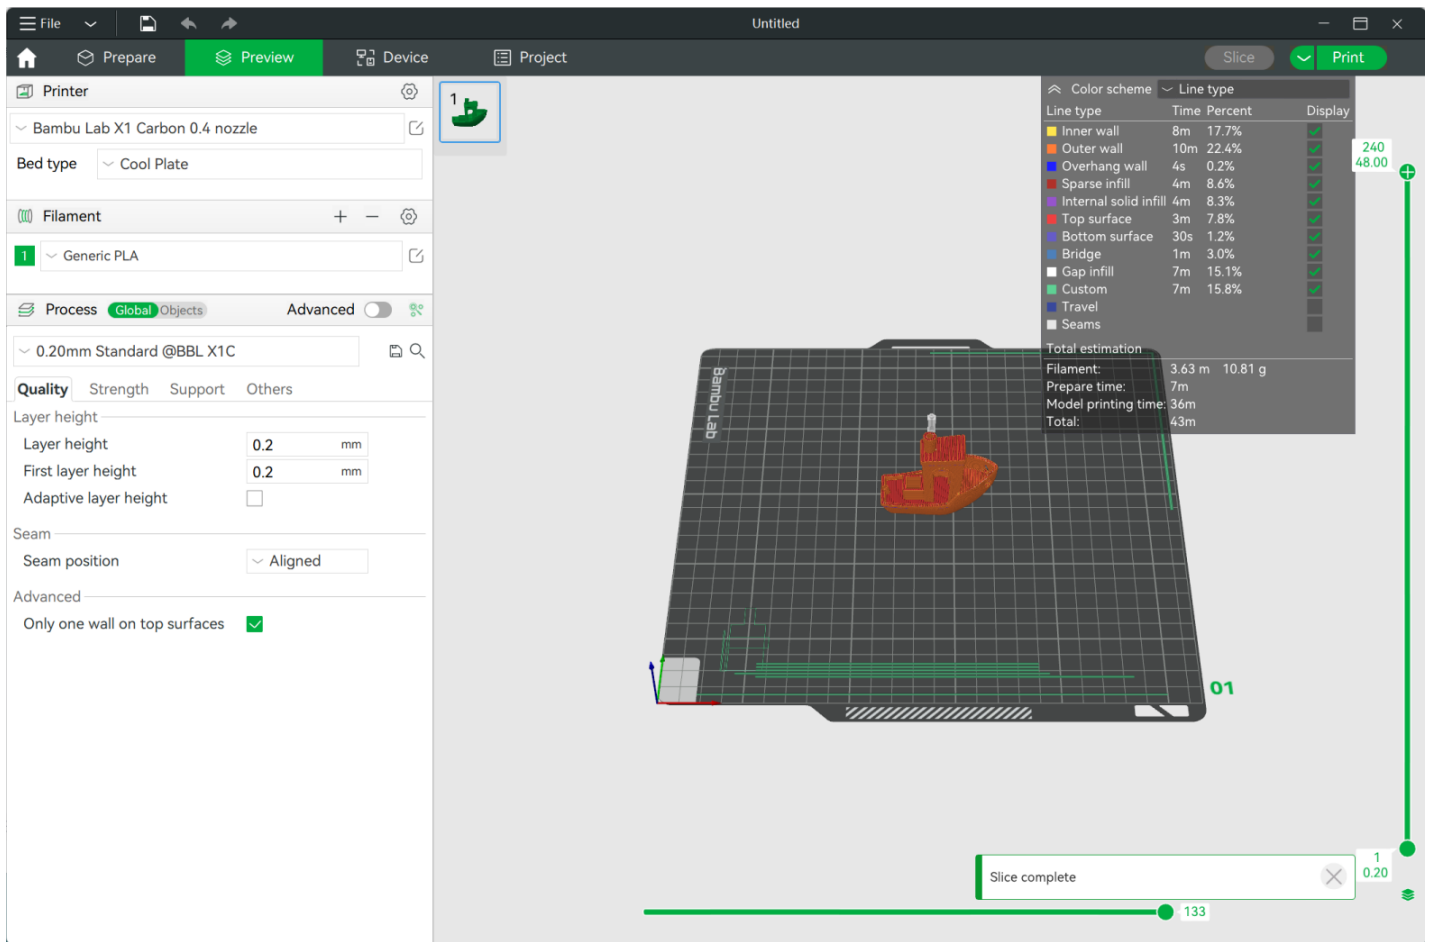 File
Untitled
Prepare
Preview
Device
Project
Slice
Print
Printer
Bambu Lab X1 Carbon 0.4 nozzle
Bed type
Cool Plate
Filament
1
Generic PLA
Process
Global
Objects
Advanced
0.20mm Standard @BBL X1C
Quality
Strength
Support
Others
Layer height
Layer height 0.2 mm
First layer height 0.2 mm
Adaptive layer height
Seam
Seam position Aligned
Advanced
Only one wall on top surfaces
1
Color scheme Line type
Line type Time Percent Display
Inner wall 8m 17.7%
Outer wall 10m 22.4%
Overhang wall 4s 0.2%
Sparse infill 4m 8.6%
Internal solid infill 4m 8.3%
Top surface 3m 7.8%
Bottom surface 30s 1.2%
Bridge 1m 3.0%
Gap infill 7m 15.1%
Custom 7m 15.8%
Travel
Seams
Total estimation
Filament: 3.63 m 10.81 g
Prepare time: 7m
Model printing time: 36m
Total: 43m
240
48.00
Bambu Lab
01
Slice complete
1
0.20
133